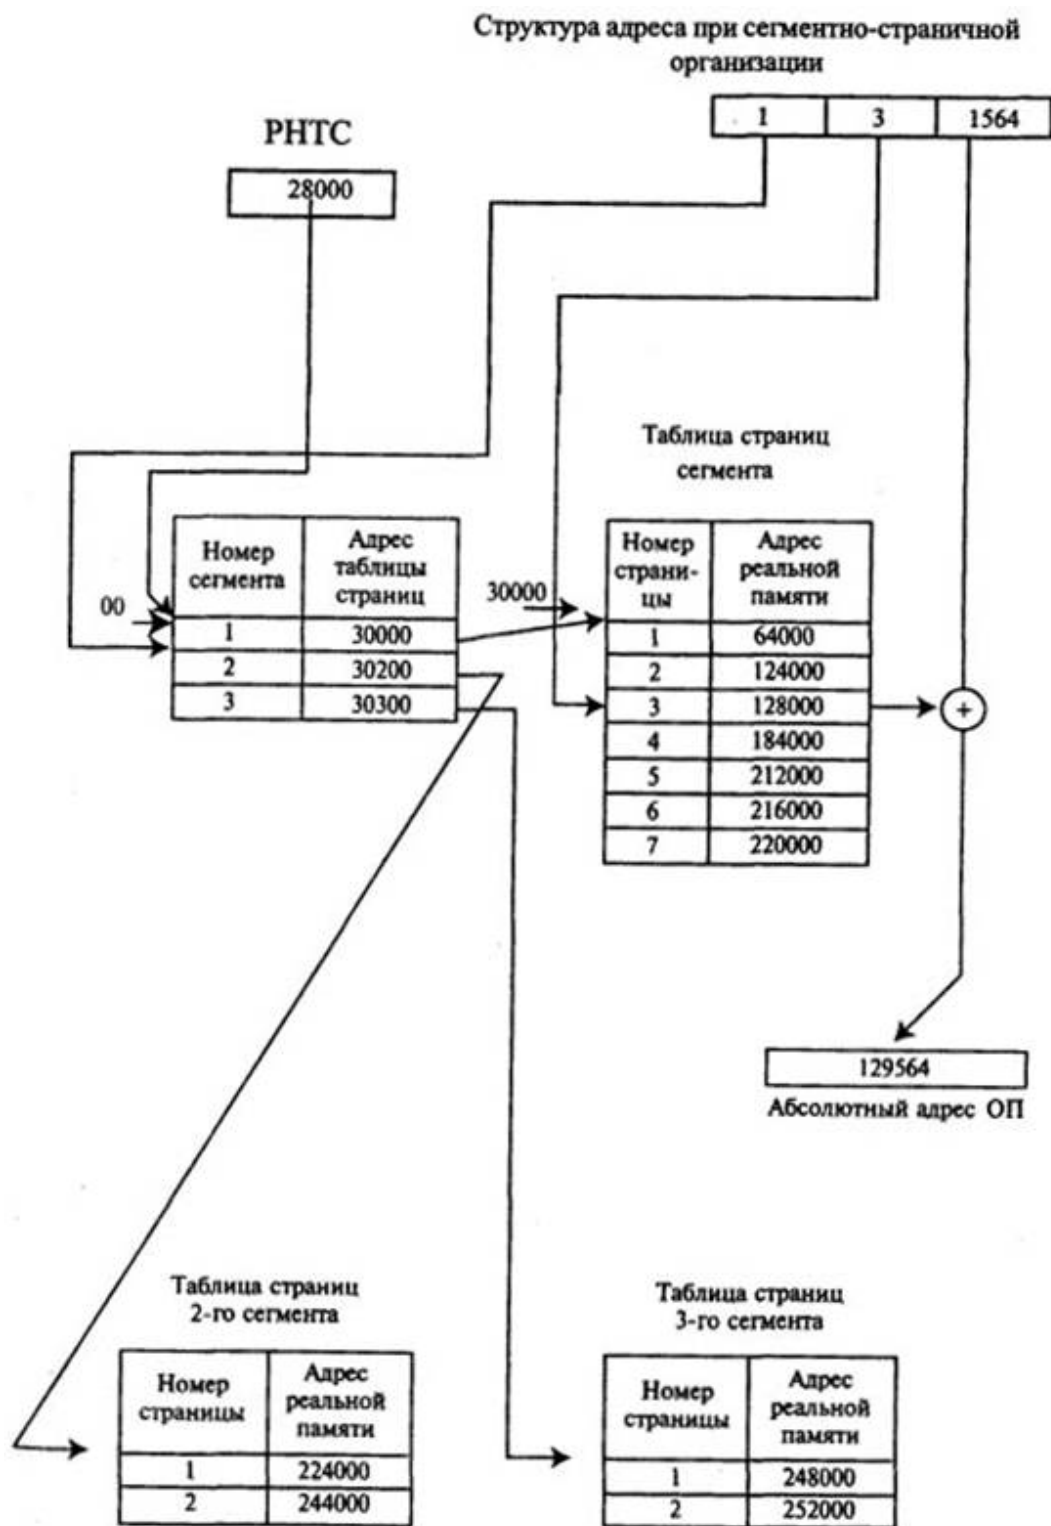 Структура адреса при сегментно-страничной
организации
1 3 1564
РНТС
28000
Таблица страниц
сегмента
Номер сегмента
Адрес таблицы страниц
00
1 30000
2 30200
3 30300
30000
Номер страни-
цы
Адрес
реальной
памяти
1 64000
2 124000
3 128000
4 184000
5 212000
6 216000
7 220000
+
129564
Абсолютный адрес ОП
Таблица страниц
2-го сегмента
Номер
страницы
Адрес
реальной
памяти
1 224000
2 244000
Таблица страниц
3-го сегмента
Номер
страницы
Адрес
реальной
памяти
1 248000
2 252000